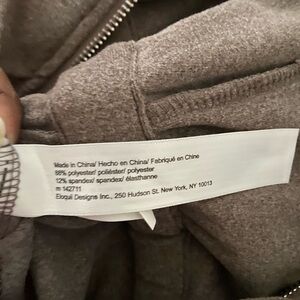 Made in China/ Hecho en China/ Fabriqué en Chine
88% polyester/ poliéster/ polyester
12% spandex/ spandex/ élasthanne
m 142711
Eloquii Designs Inc., 250 Hudson St. New York, NY 10013